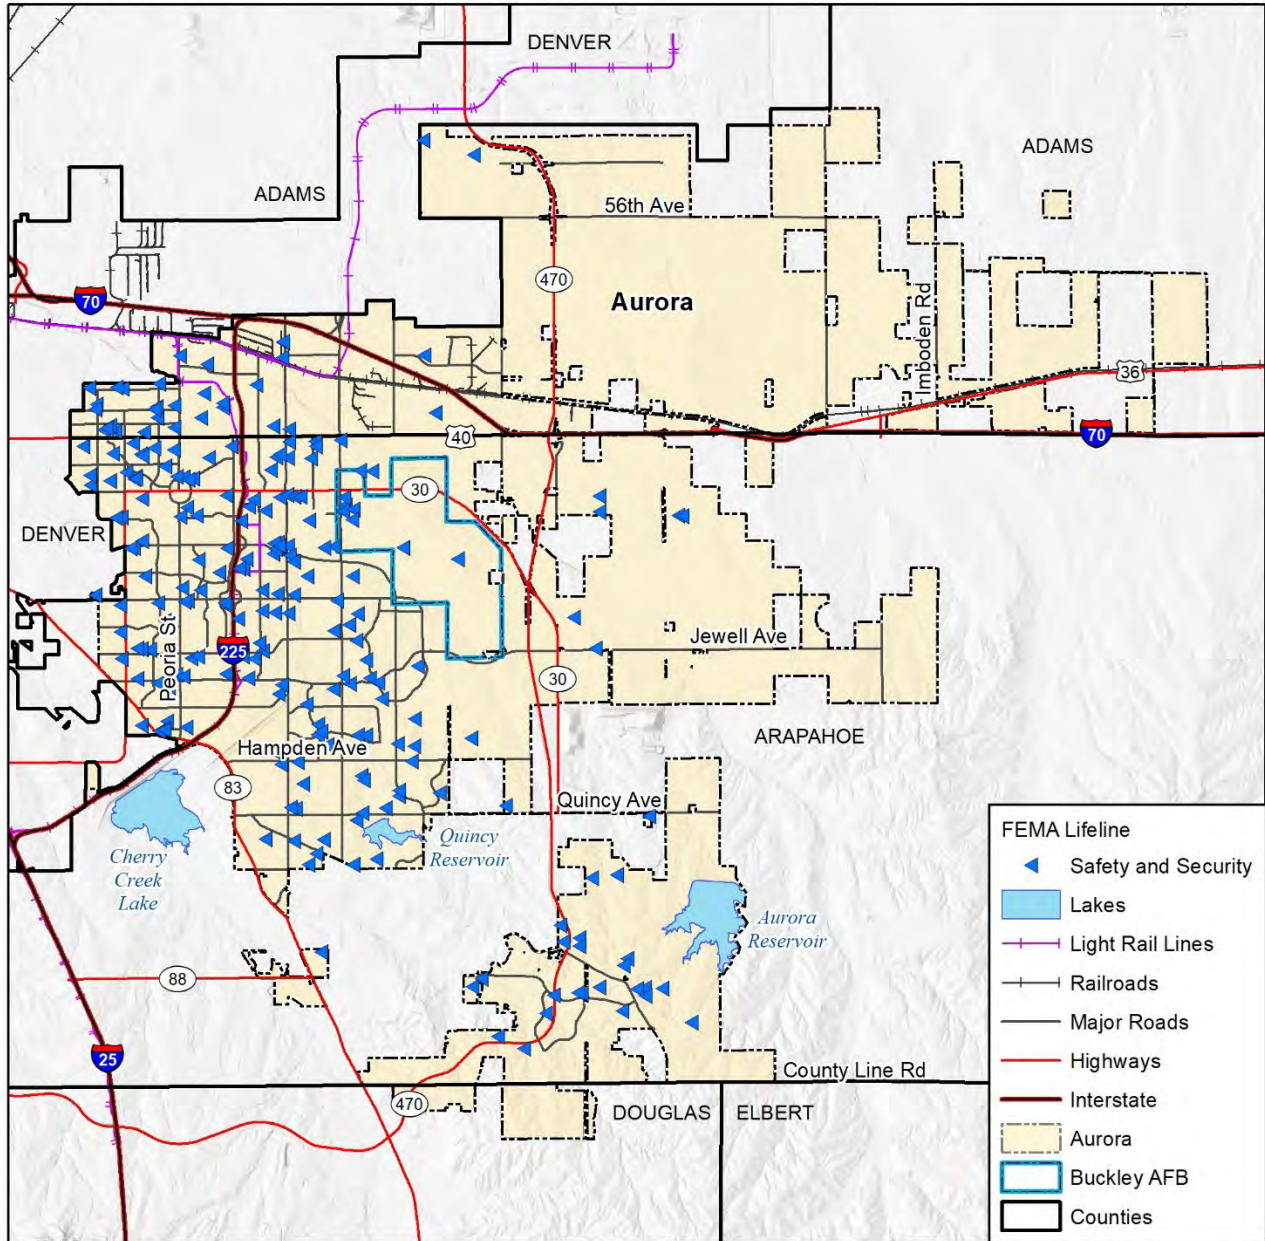 DENVER
ADAMS
ADAMS
56th Ave
470
70
Aurora
Imboden Rd
36
40
70
30
DENVER
Peoria St
225
Jewell Ave
30
ARAPAHOE
Hampden Ave
83
Quincy Ave
Cherry
Creek
Lake
Quincy
Reservoir
Aurora
Reservoir
88
25
County Line Rd
470
DOUGLAS
ELBERT
FEMA Lifeline
Safety and Security
Lakes
Light Rail Lines
Railroads
Major Roads
Highways
Interstate
Aurora
Buckley AFB
Counties